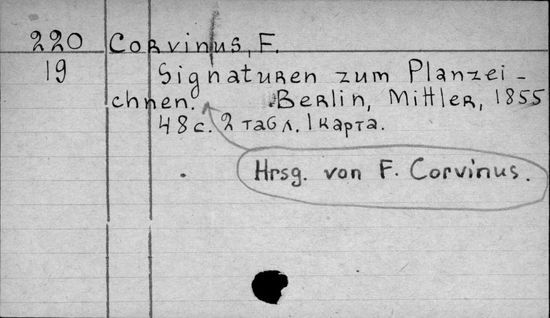 220 Corvinus, F.
19 Signaturen zum Planzei-
chnen. Berlin, Mittler, 1855
48 с. 2 табл. 1 карта.
Hrsg. von F. Corvinus.